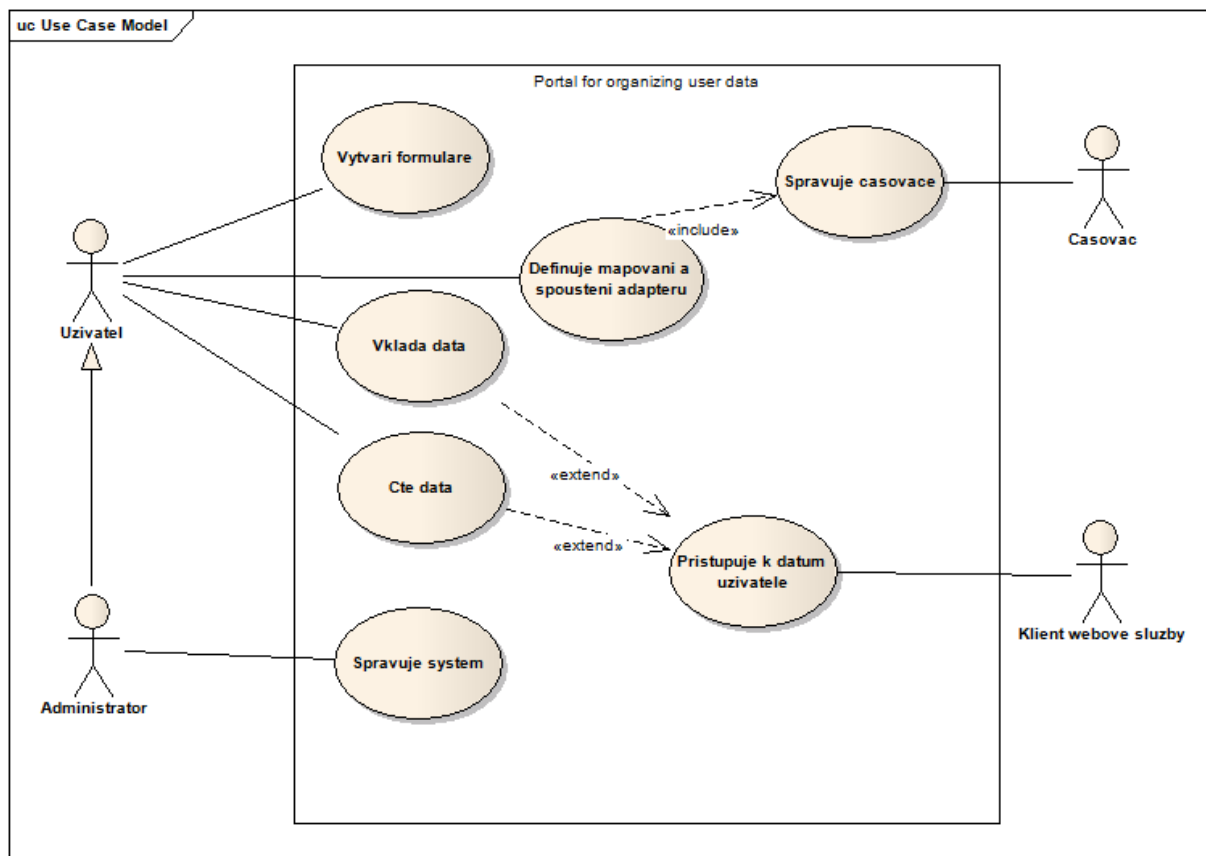 uc Use Case Model
Portal for organizing user data
Vytvari formulare
Spravuje casovace
Casovac
«include»
Definuje mapovani a
spousteni adapteru
Uzivatel
Vklada data
«extend»
Cte data
«extend»
Pristupuje k datum
uzivatele
Klient webove sluzby
Spravuje system
Administrator